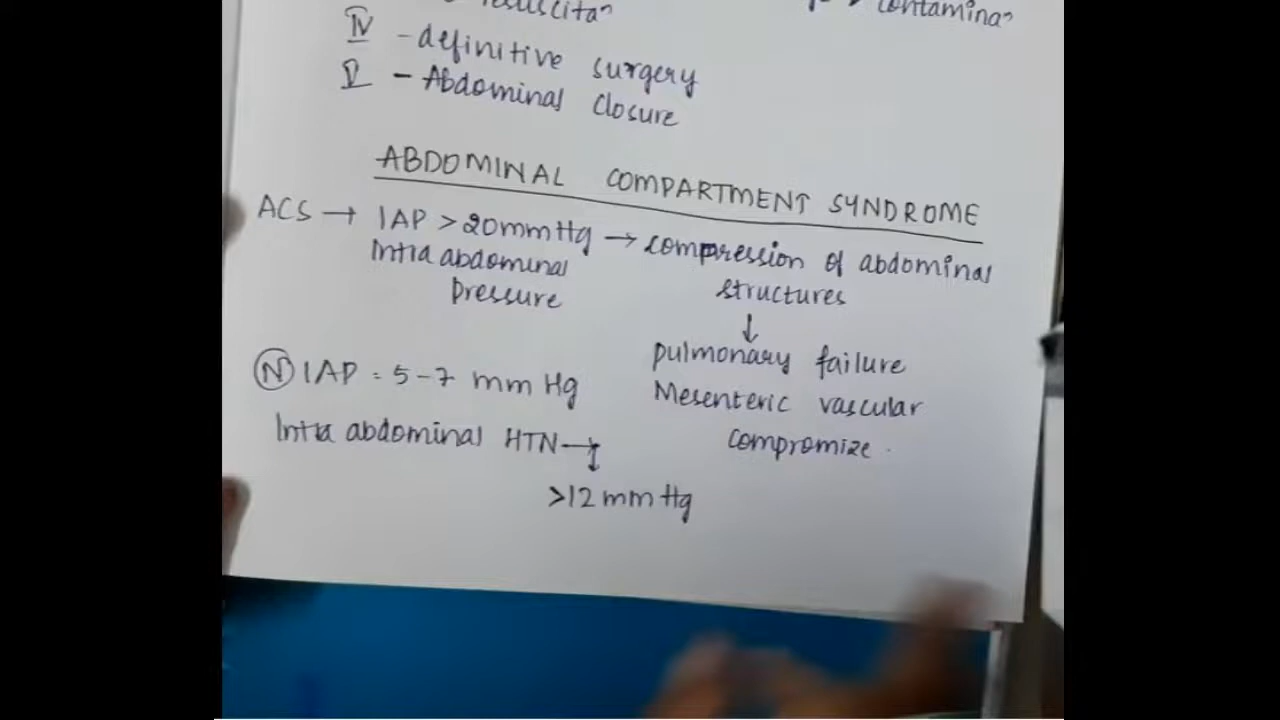 contamina
IV - definitive surgery
V - Abdominal Closure
ABDOMINAL COMPARTMENT SYNDROME
ACS → IAP > 20mmHg → compression of abdominal structures
Intra abdominal
Pressure
↓
pulmonary failure
Mesenteric vascular
compromize.
(N) IAP = 5-7 mm Hg
Intra abdominal HTN →
↓
>12 mm Hg